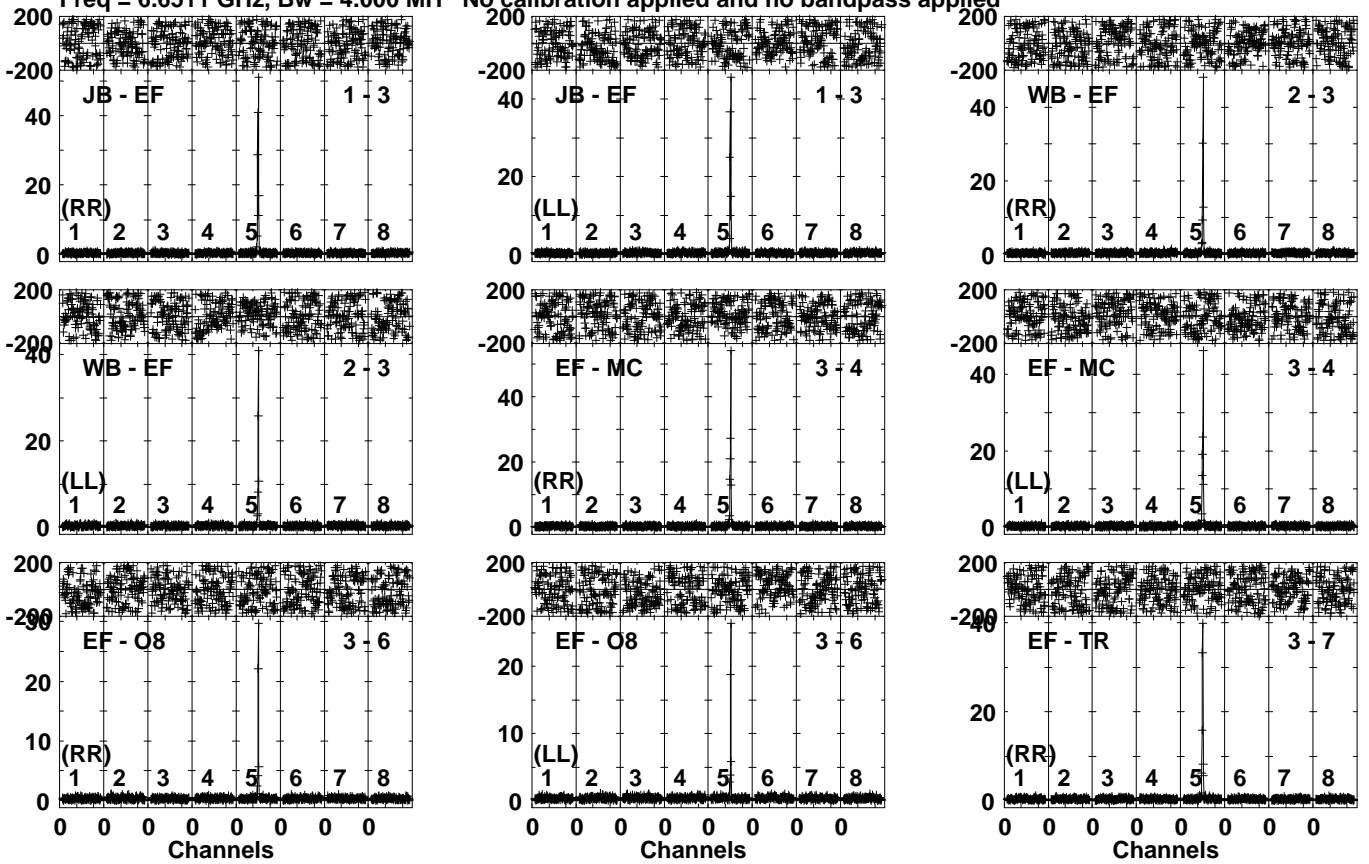 Freq = 6.6511 GHz, Bw = 4.000 MH No calibration applied and no bandpass applied
200 200 200
-200 -200 -200
JB - EF 1 - 3 JB - EF 1 - 3 WB - EF 2 - 3
40 40 40
20 20 20
(RR) (LL) (RR)
1 2 3 4 5 6 7 8 1 2 3 4 5 6 7 8 1 2 3 4 5 6 7 8
0 0 0
200 200 200
-200 -200 -200
40
WB - EF 2 - 3 EF - MC 3 - 4 EF - MC 3 - 4
40 40
20 20 20
(LL) (RR) (LL)
1 2 3 4 5 6 7 8 1 2 3 4 5 6 7 8 1 2 3 4 5 6 7 8
0 0 0
200 200 200
-200 -200 -200
30 40
EF - O8 3 - 6 EF - O8 3 - 6 EF - TR 3 - 7
20 20 20
10 10
(RR) (LL) (RR)
1 2 3 4 5 6 7 8 1 2 3 4 5 6 7 8 1 2 3 4 5 6 7 8
0 0 0
0 0 0 0 0 0 0 0 0 0 0 0 0 0 0 0 0 0 0 0 0 0 0 0
Channels Channels Channels